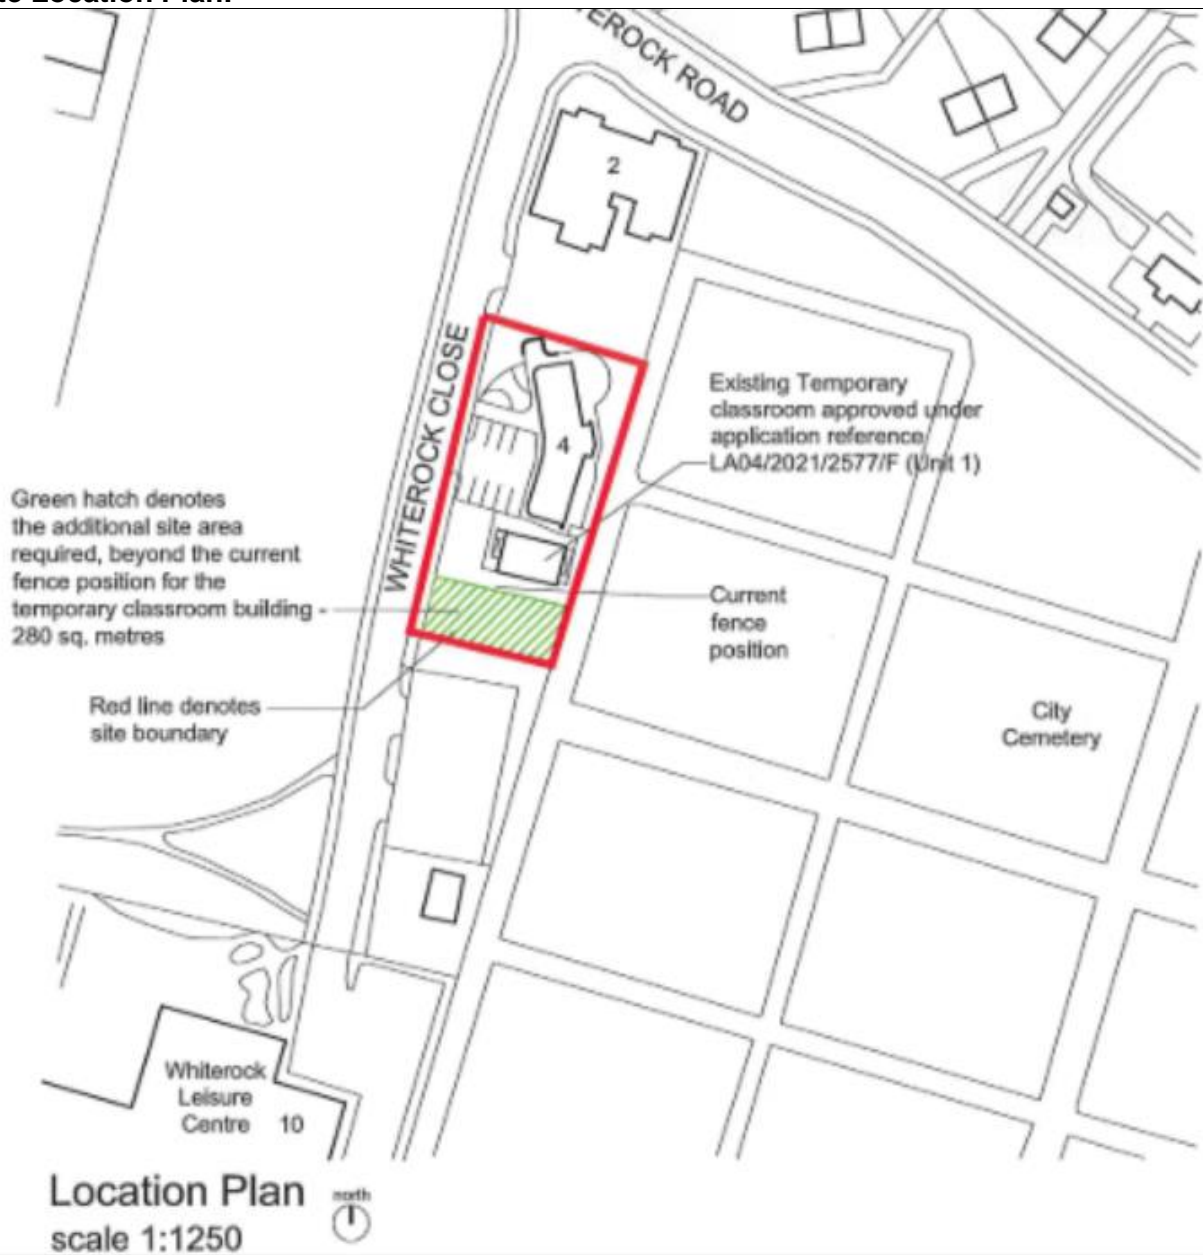 Location Plan:
TEROCK ROAD
2
WHITEROCK CLOSE
4
Existing Temporary
classroom approved under
application reference
LA04/2021/2577/F (Unit 1)
Green hatch denotes
the additional site area
required, beyond the current
fence position for the
temporary classroom building -
280 sq. metres
Current
fence
position
Red line denotes
site boundary
City
Cemetery
Whiterock
Leisure
Centre 10
Location Plan
north
scale 1:1250